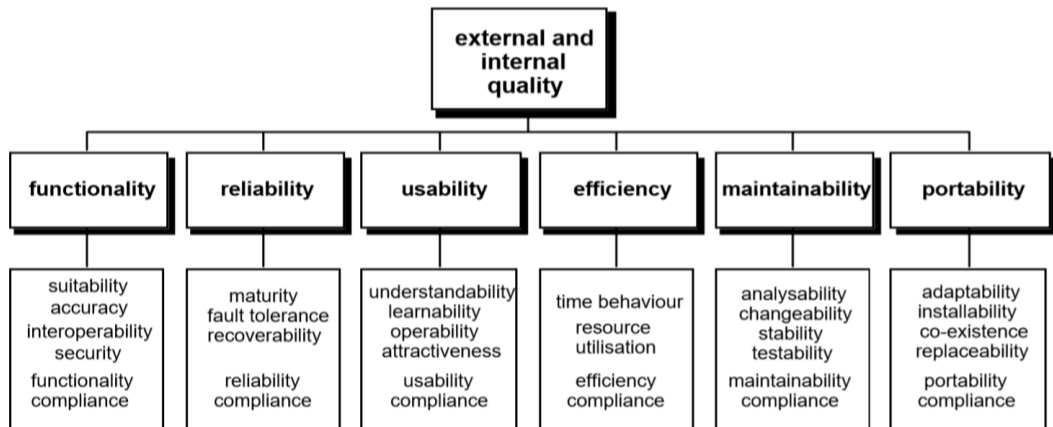 external and
internal
quality
functionality
reliability
usability
efficiency
maintainability
portability
suitability
accuracy
interoperability
security
functionality
compliance
maturity
fault tolerance
recoverability
reliability
compliance
understandability
learnability
operability
attractiveness
usability
compliance
time behaviour
resource
utilisation
efficiency
compliance
analysability
changeability
stability
testability
maintainability
compliance
adaptability
installability
co-existence
replaceability
portability
compliance